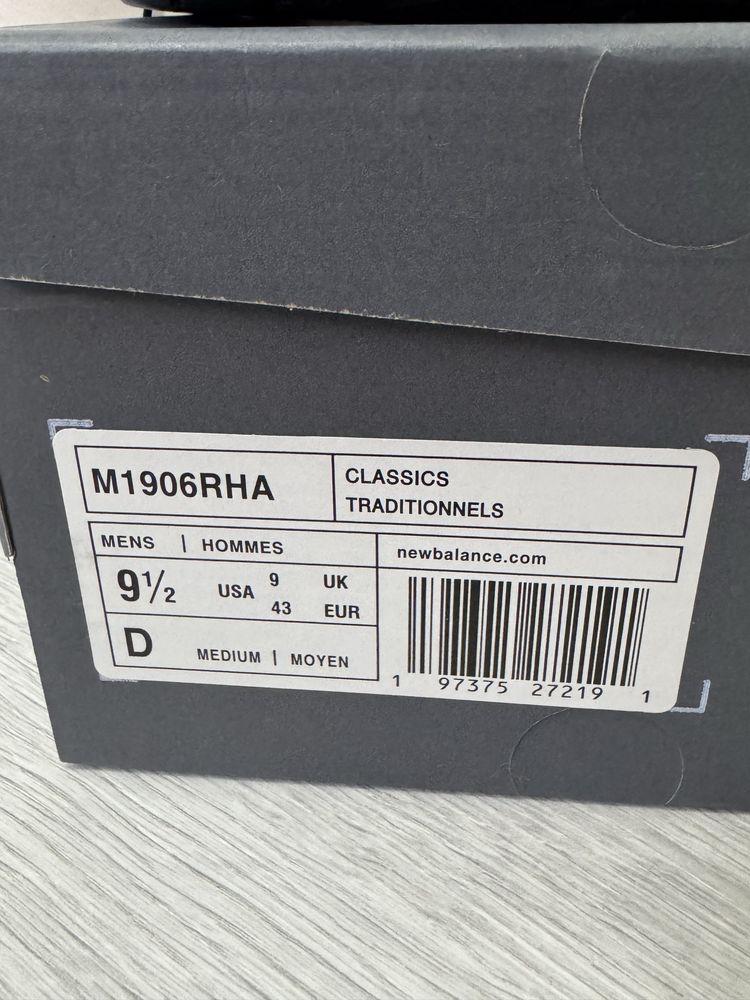 M1906RHA
CLASSICS
TRADITIONNELS
MENS | HOMMES
9½ USA 9 UK
43 EUR
D MEDIUM | MOYEN
newbalance.com
1 97375 27219 1